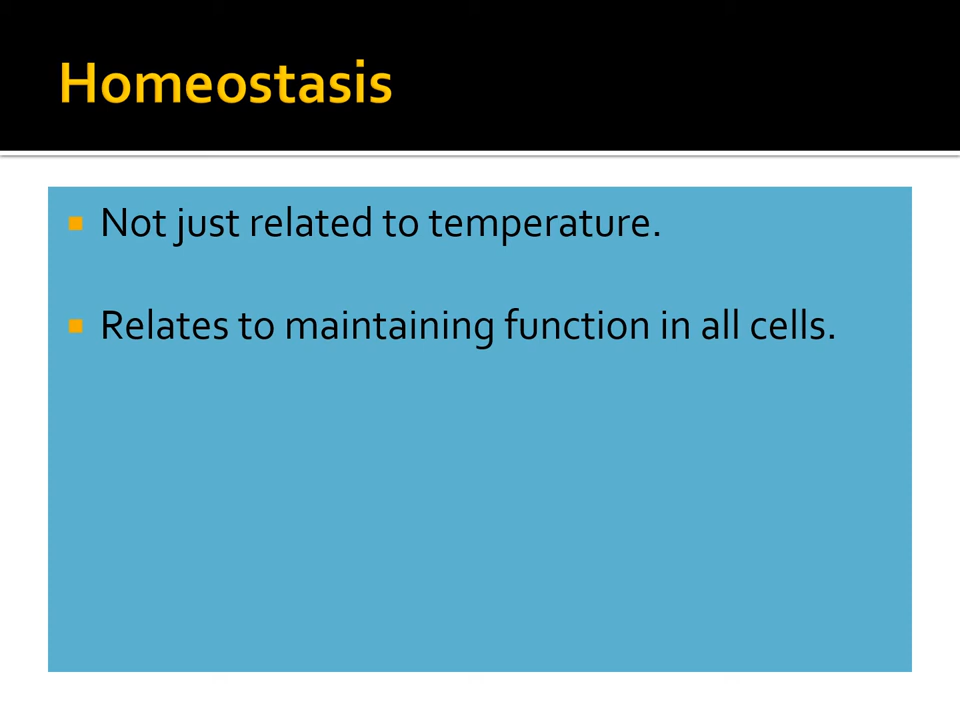 Homeostasis
Not just related to temperature.
Relates to maintaining function in all cells.